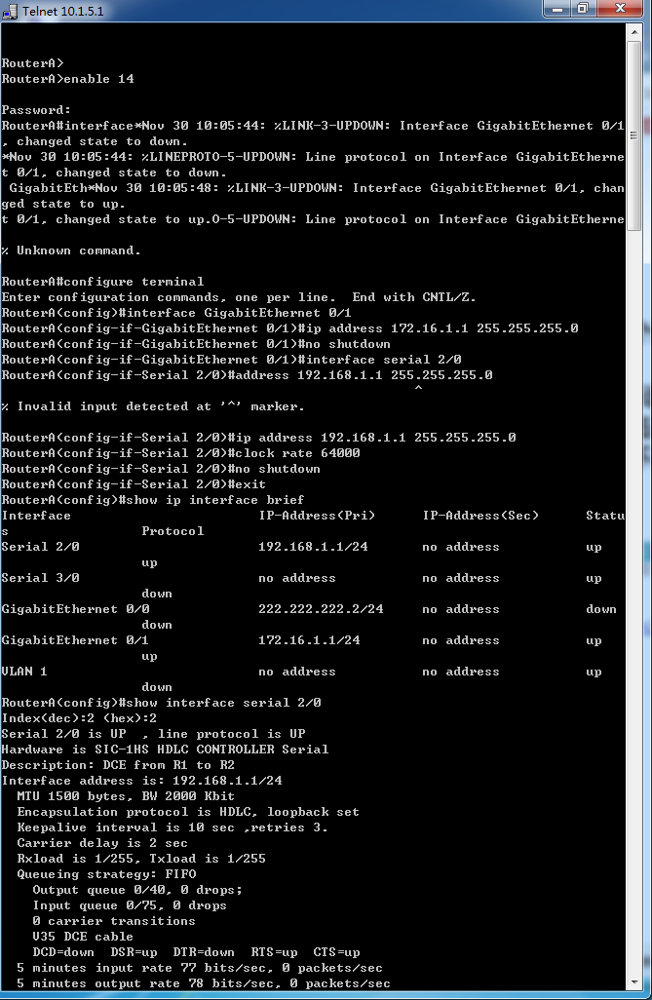 Telnet 10.1.5.1
RouterA>
RouterA>enable 14
Password:
RouterA#interface*Nov 30 10:05:44: %LINK-3-UPDOWN: Interface GigabitEthernet 0/1
, changed state to down.
*Nov 30 10:05:44: %LINEPROTO-5-UPDOWN: Line protocol on Interface GigabitEtherne
t 0/1, changed state to down.
 GigabitEth*Nov 30 10:05:48: %LINK-3-UPDOWN: Interface GigabitEthernet 0/1, chan
ged state to up.
t 0/1, changed state to up.O-5-UPDOWN: Line protocol on Interface GigabitEtherne
% Unknown command.
RouterA#configure terminal
Enter configuration commands, one per line.  End with CNTL/Z.
RouterA(config)#interface GigabitEthernet 0/1
RouterA(config-if-GigabitEthernet 0/1)#ip address 172.16.1.1 255.255.255.0
RouterA(config-if-GigabitEthernet 0/1)#no shutdown
RouterA(config-if-GigabitEthernet 0/1)#interface serial 2/0
RouterA(config-if-Serial 2/0)#address 192.168.1.1 255.255.255.0
^
% Invalid input detected at '^' marker.
RouterA(config-if-Serial 2/0)#ip address 192.168.1.1 255.255.255.0
RouterA(config-if-Serial 2/0)#clock rate 64000
RouterA(config-if-Serial 2/0)#no shutdown
RouterA(config-if-Serial 2/0)#exit
RouterA(config)#show ip interface brief
Interface                        IP-Address(Pri)      IP-Address(Sec)      Statu
s                 Protocol
Serial 2/0                       192.168.1.1/24       no address           up
                  up
Serial 3/0                       no address           no address           up
                  down
GigabitEthernet 0/0              222.222.222.2/24     no address           down
                  down
GigabitEthernet 0/1              172.16.1.1/24        no address           up
                  up
VLAN 1                           no address           no address           up
                  down
RouterA(config)#show interface serial 2/0
Index(dec):2 (hex):2
Serial 2/0 is UP  , line protocol is UP
Hardware is SIC-1HS HDLC CONTROLLER Serial
Description: DCE from R1 to R2
Interface address is: 192.168.1.1/24
  MTU 1500 bytes, BW 2000 Kbit
  Encapsulation protocol is HDLC, loopback set
  Keepalive interval is 10 sec ,retries 3.
  Carrier delay is 2 sec
  Rxload is 1/255, Txload is 1/255
  Queueing strategy: FIFO
    Output queue 0/40, 0 drops;
    Input queue 0/75, 0 drops
    0 carrier transitions
    V35 DCE cable
    DCD=down  DSR=up  DTR=down  RTS=up  CTS=up
  5 minutes input rate 77 bits/sec, 0 packets/sec
  5 minutes output rate 78 bits/sec, 0 packets/sec